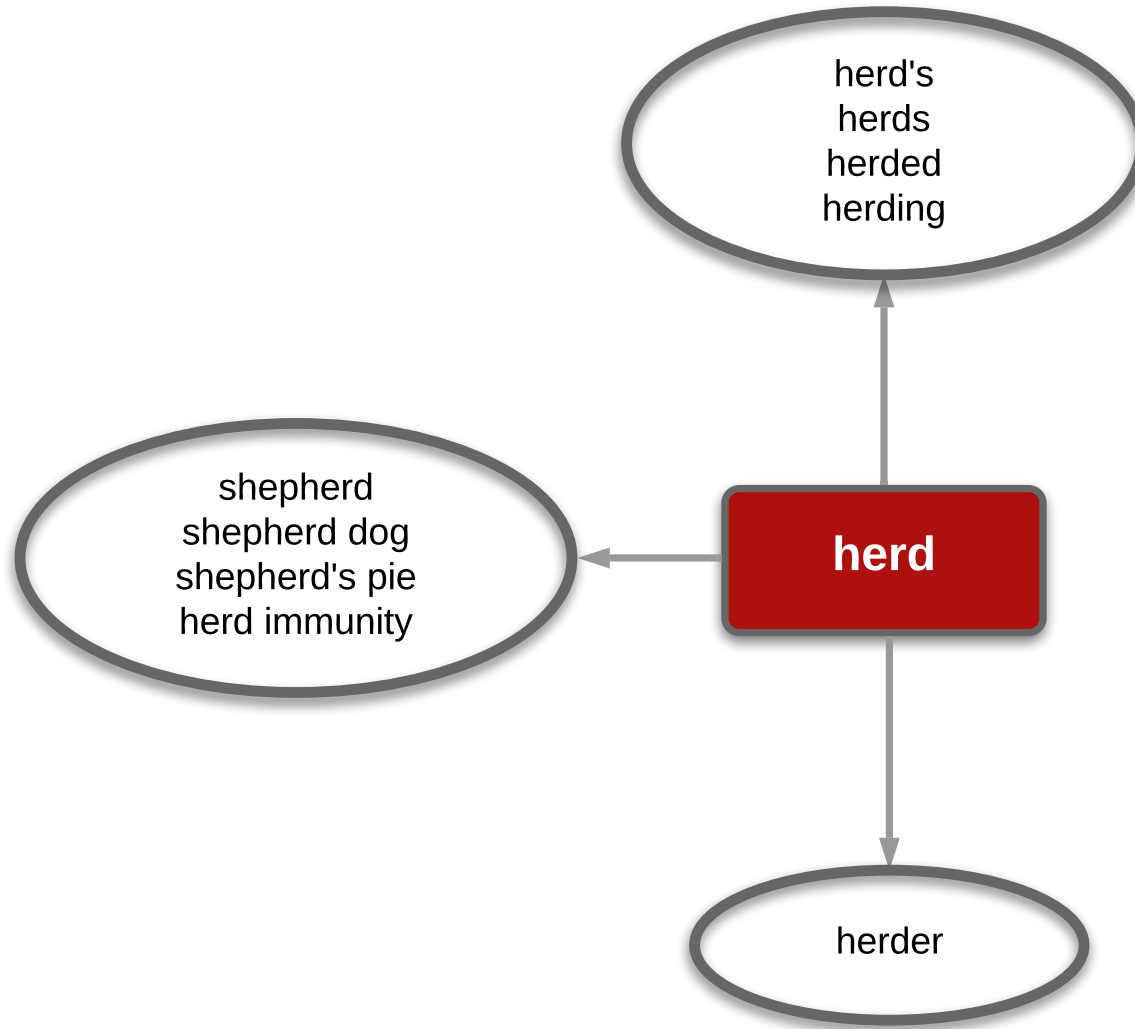 herd's
herds
herded
herding
shepherd
shepherd dog
shepherd's pie
herd immunity
herd
herder